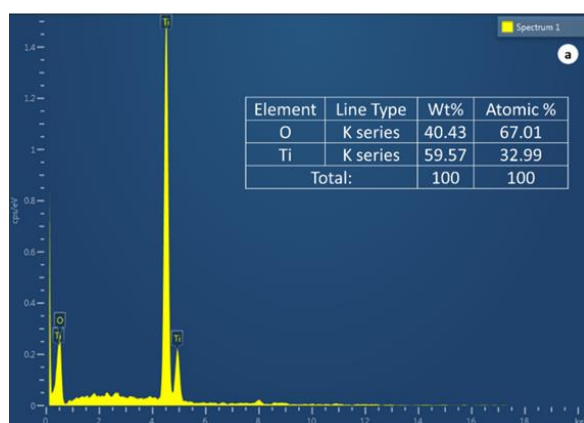 Ti
Spectrum 1
a
1.4
Element Line Type Wt% Atomic %
O K series 40.43 67.01
Ti K series 59.57 32.99
Total: 100 100
1.2
1
0.8
cps/eV
0.6
0.4
O
Ti
Ti
0.2
0
0 2 4 6 8 10 12 14 16 18